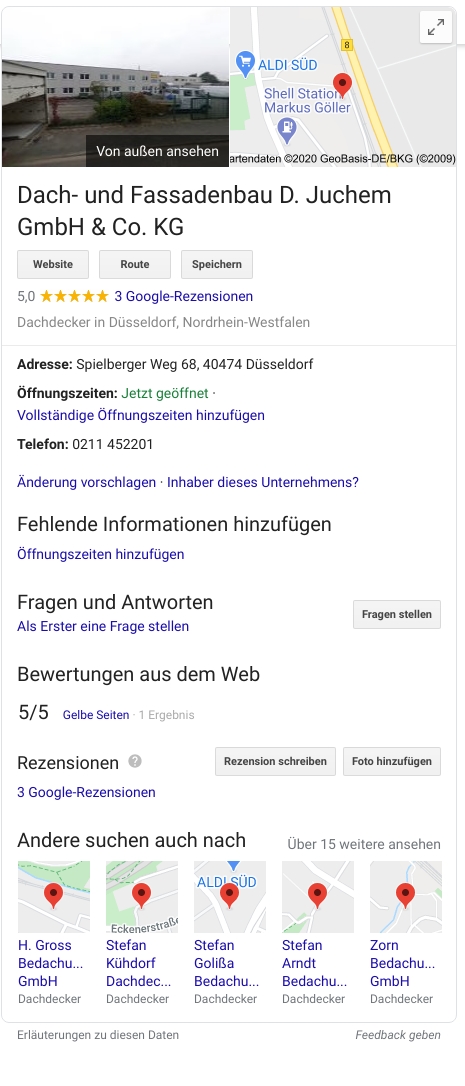 8
ALDI SÜD
Shell Station
Markus Göller
Von außen ansehen
artendaten ©2020 GeoBasis-DE/BKG (©2009)
Dach- und Fassadenbau D. Juchem
GmbH & Co. KG
Website Route Speichern
5,0 3 Google-Rezensionen
Dachdecker in Düsseldorf, Nordrhein-Westfalen
Adresse: Spielberger Weg 68, 40474 Düsseldorf
Öffnungszeiten: Jetzt geöffnet ·
Vollständige Öffnungszeiten hinzufügen
Telefon: 0211 452201
Änderung vorschlagen · Inhaber dieses Unternehmens?
Fehlende Informationen hinzufügen
Öffnungszeiten hinzufügen
Fragen und Antworten
Fragen stellen
Als Erster eine Frage stellen
Bewertungen aus dem Web
5/5 Gelbe Seiten · 1 Ergebnis
Rezensionen ? Rezension schreiben Foto hinzufügen
3 Google-Rezensionen
Andere suchen auch nach Über 15 weitere ansehen
ALDI SÜD
Eckenerstraße
H. Gross Stefan Stefan Stefan Zorn
Bedachu... Kühdorf Golißa Arndt Bedachu...
GmbH Dachdec... Bedachu... Bedachu... GmbH
Dachdecker Dachdecker Dachdecker Dachdecker Dachdecker
Erläuterungen zu diesen Daten Feedback geben